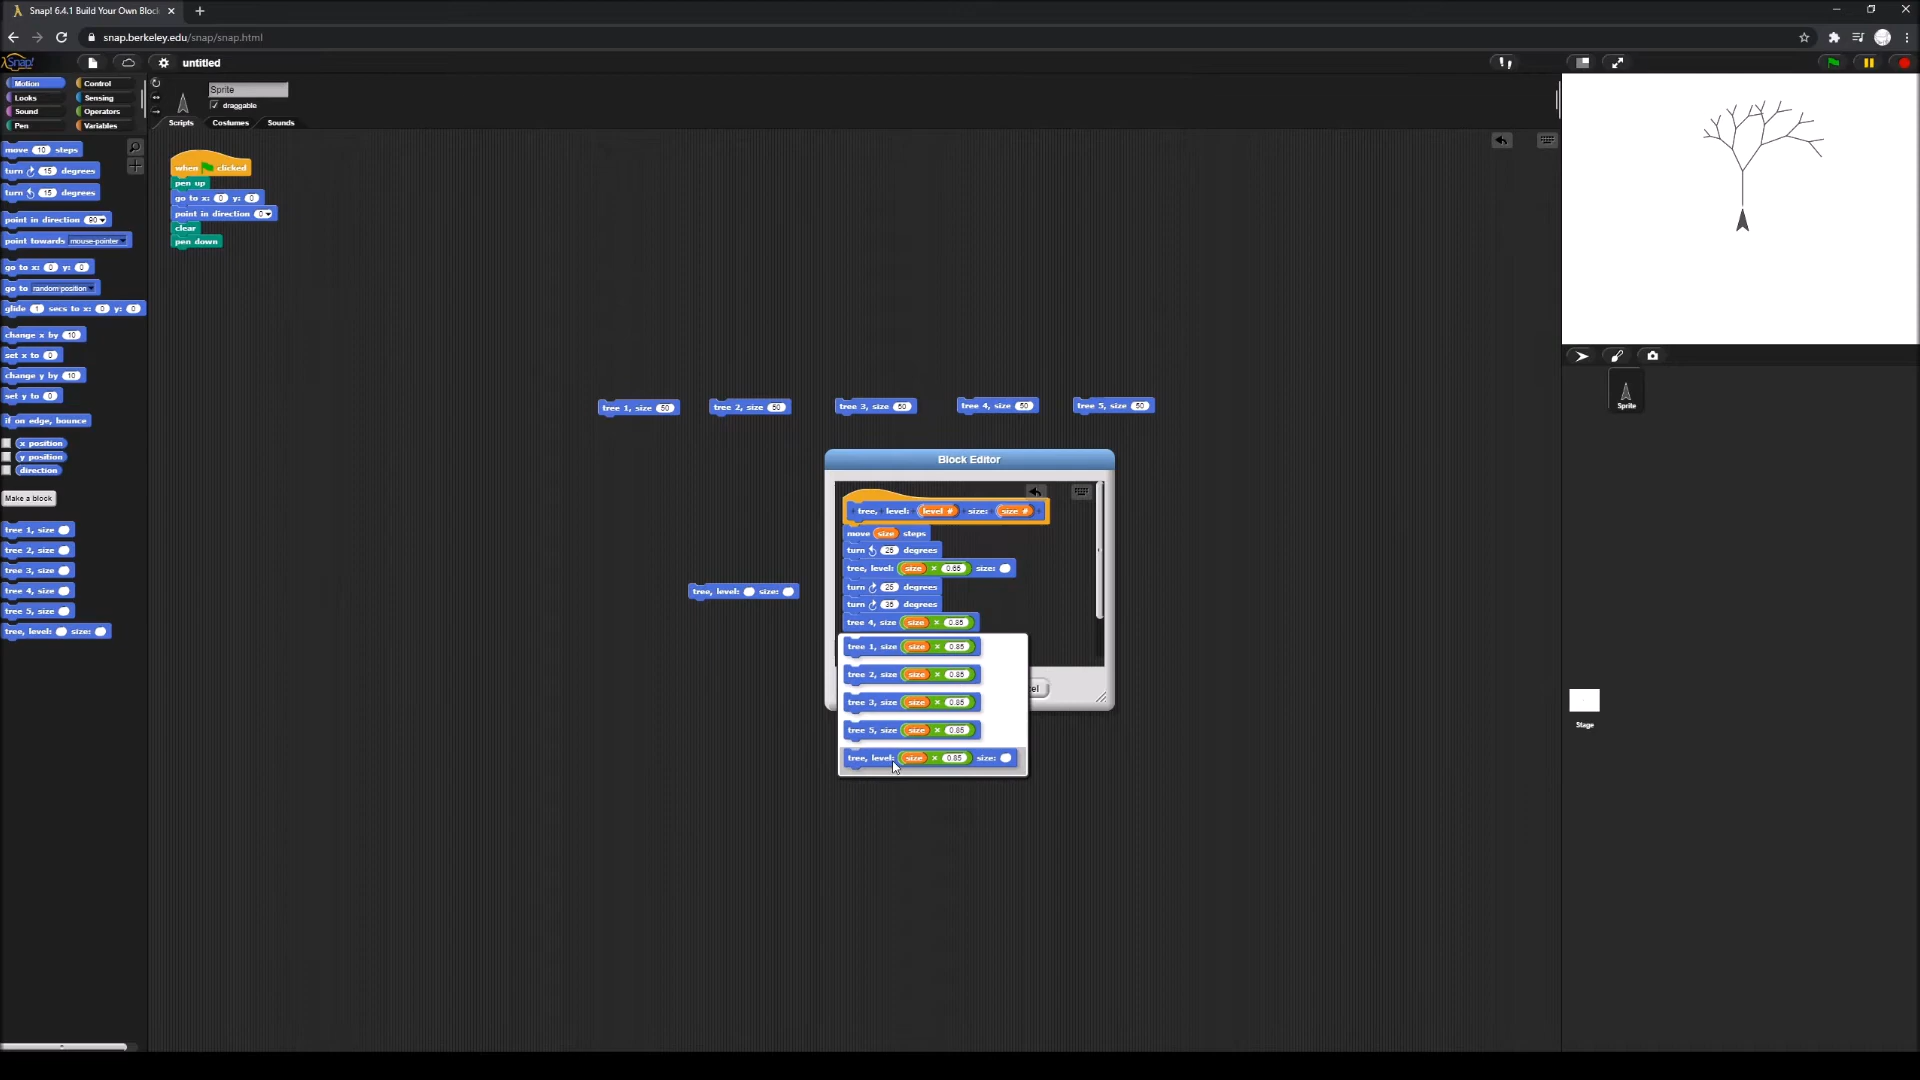 Snap! 6.4.1 Build Your Own Bloc
snap.berkeley.edu/snap/snap.html
Snap!
untitled
Motion
Control
Looks
Sensing
Sound
Operators
Pen
Variables
Sprite
draggable
Scripts
Costumes
Sounds
move 10 steps
turn 15 degrees
turn 15 degrees
point in direction 90
point towards mouse-pointer
go to x: 0 y: 0
go to random position
glide 1 secs to x: 0 y: 0
change x by 10
set x to 0
change y by 10
set y to 0
if on edge, bounce
x position
y position
direction
Make a block
tree 1, size
tree 2, size
tree 3, size
tree 4, size
tree 5, size
tree, level: size:
when clicked
pen up
go to x: 0 y: 0
point in direction 0
clear
pen down
tree 1, size 50
tree 2, size 50
tree 3, size 50
tree 4, size 50
tree 5, size 50
tree, level: size:
Block Editor
tree, level: level # size: size #
move size steps
turn 25 degrees
tree, level: size × 0.65 size:
turn 25 degrees
turn 35 degrees
tree 4, size size × 0.85
tree 1, size size × 0.85
tree 2, size size × 0.85
tree 3, size size × 0.85
tree 5, size size × 0.85
tree, level: size × 0.85 size:
el
Sprite
Stage